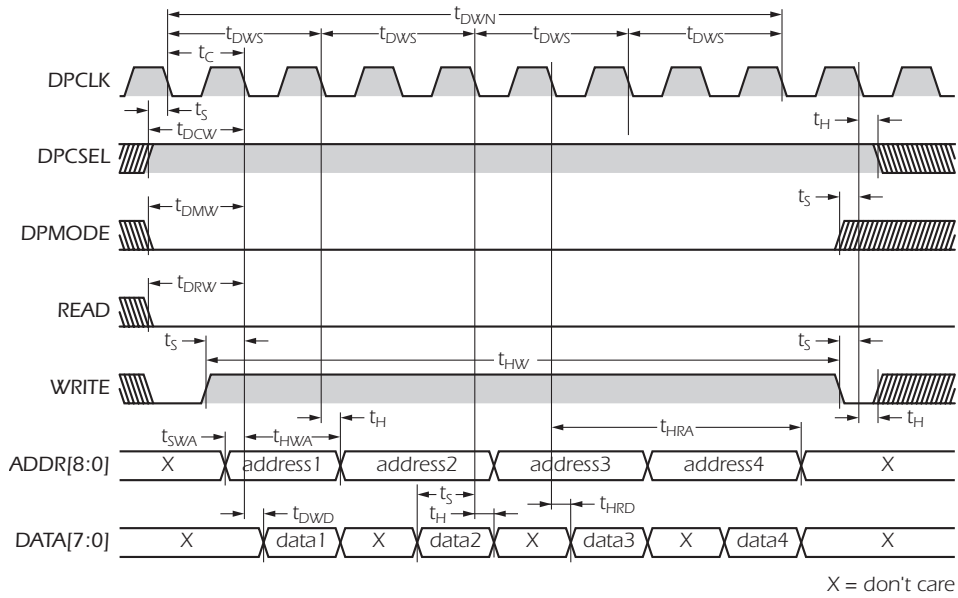 tDWN
tDWS tDWS tDWS tDWS
tC
DPCLK
tS tH
tDCW
DPCSEL
tDMW tS
DPMODE
tDRW
READ
tS tHW tS
WRITE
tH tH
tSWA tHWA tHRA
ADDR[8:0] X address1 address2 address3 address4 X
tS tHRD
tDWD tH
DATA[7:0] X data1 X data2 X data3 X data4 X
X = don't care